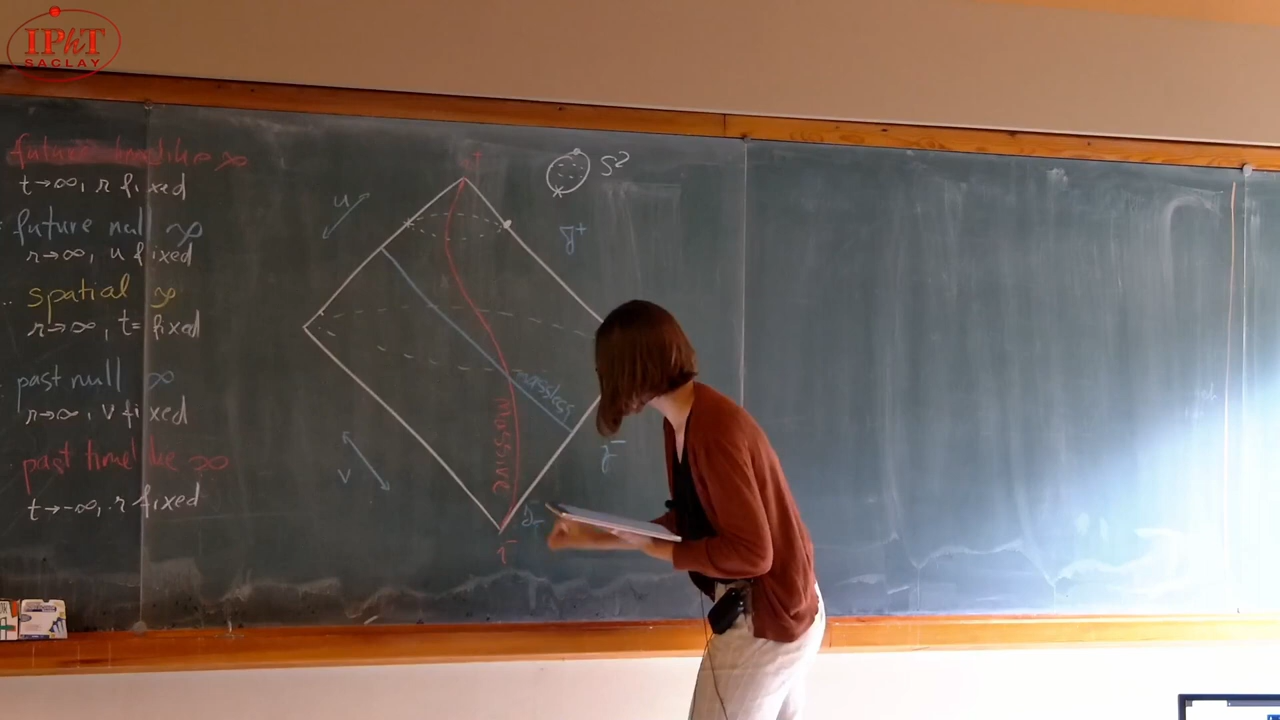 IPhT
SACLAY
future timelike ∞
t→∞, r fixed
future null ∞
r→∞, u fixed
spatial ∞
r→∞, t= fixed
past null ∞
r→∞, v fixed
past timelike ∞
t→-∞, r fixed
u
v
i⁺
S²
𝒥⁺
massless
massive
𝒥⁻
i⁻